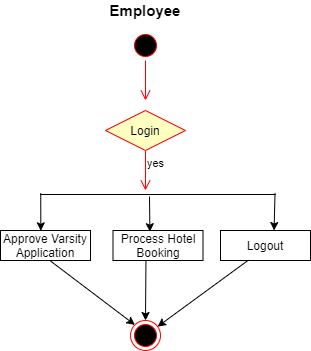 Employee
Login
yes
Approve Varsity
Application
Process Hotel
Booking
Logout